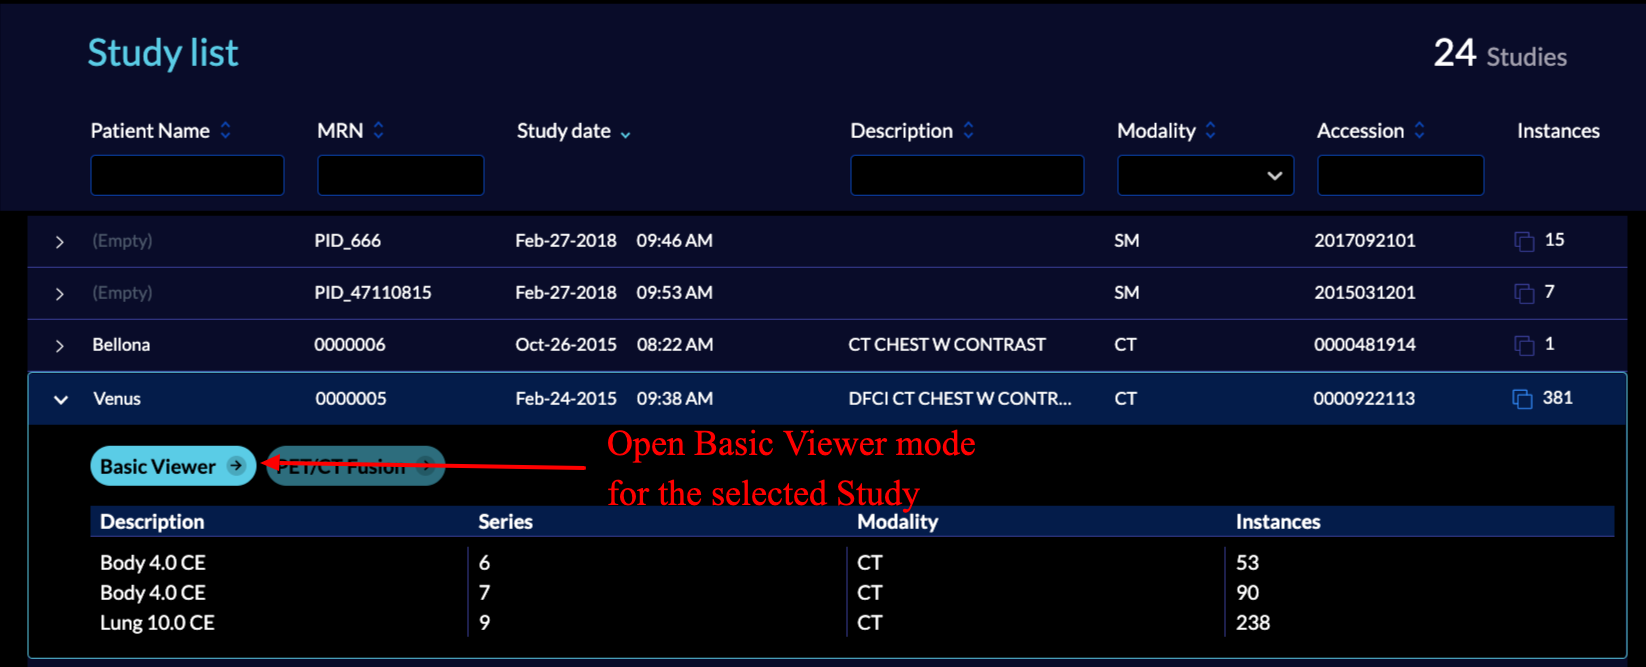 Study list
24 Studies
Patient Name MRN Study date Description Modality Accession Instances
(Empty) PID_666 Feb-27-2018 09:46 AM SM 2017092101 15
(Empty) PID_47110815 Feb-27-2018 09:53 AM SM 2015031201 7
Bellona 0000006 Oct-26-2015 08:22 AM CT CHEST W CONTRAST CT 0000481914 1
Venus 0000005 Feb-24-2015 09:38 AM DFCI CT CHEST W CONTR... CT 0000922113 381
Basic Viewer PET/CT Fusion
Open Basic Viewer mode
for the selected Study
Description Series Modality Instances
Body 4.0 CE 6 CT 53
Body 4.0 CE 7 CT 90
Lung 10.0 CE 9 CT 238